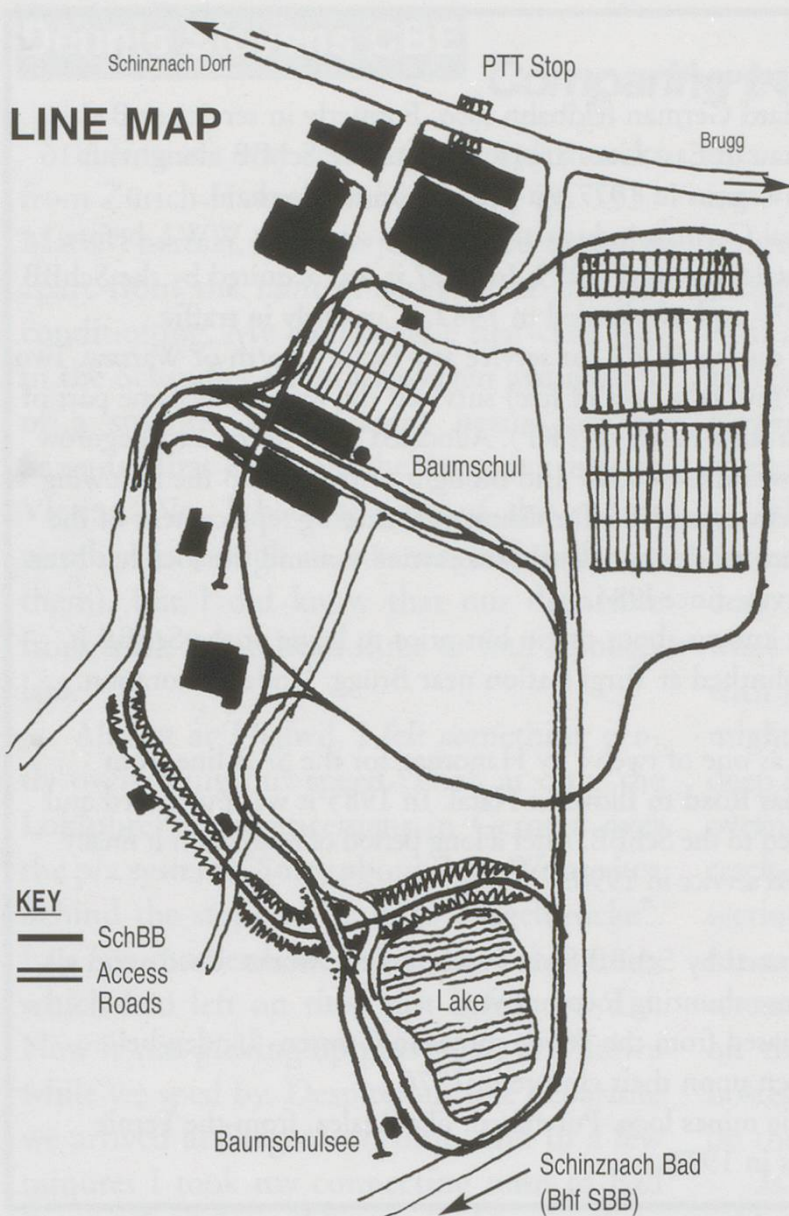 Schinznach Dorf
PTT Stop
LINE MAP
Brugg
Baumschul
KEY
SchBB
Access
Roads
Lake
Baumschulsee
Schinznach Bad
(Bhf SBB)